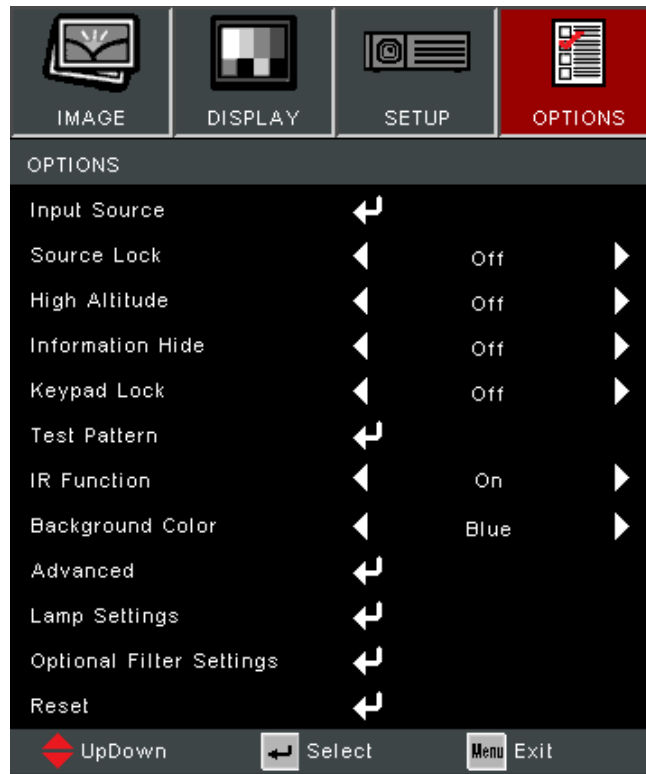 IMAGE DISPLAY SETUP OPTIONS
OPTIONS
Input Source
Source Lock Off
High Altitude Off
Information Hide Off
Keypad Lock Off
Test Pattern
IR Function On
Background Color Blue
Advanced
Lamp Settings
Optional Filter Settings
Reset
UpDown Select Menu Exit